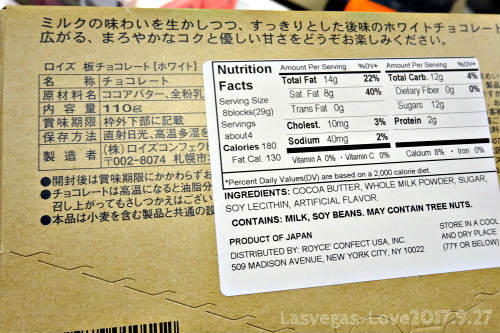 ミルクの味わいを生かしつつ、すっきりとした後味のホワイトチョコレート
広がる、まろやかなコクと優しい甘さをどうぞお楽しみください。
ロイズ 板チョコレート[ホワイト]
名 称 チョコレート
原材料名 ココアバター、全粉乳
内 容 量 110g
賞味期限 枠外下部に記載
保存方法 直射日光、高温多湿を
製 造 者 (株)ロイズコンフェク
〒002-8074 札幌市
●開封後は賞味期限にかかわらずお
●チョコレートは高温になると油脂分
召し上がってもさしつかえはござい
●本品は小麦を含む製品と共通の設
Nutrition Facts
Serving Size
8blocks(29g)
Servings
about4
Calories 180
Fat Cal. 130
Amount Per Serving %DV*
Total Fat 14g 22%
Sat. Fat 8g 40%
Trans Fat 0g
Cholest. 10mg 3%
Sodium 40mg 2%
Amount Per Serving %DV*
Total Carb. 12g 4%
Dietary Fiber 0g 0%
Sugars 12g
Protein 2g
Vitamin A 0% · Vitamin C 0% Calcium 8% · Iron 0%
*Percent Daily Values(DV) are based on a 2,000 calorie diet.
INGREDIENTS: COCOA BUTTER, WHOLE MILK POWDER, SUGAR,
SOY LECITHIN, ARTIFICIAL FLAVOR.
CONTAINS: MILK, SOY BEANS. MAY CONTAIN TREE NUTS.
PRODUCT OF JAPAN
DISTRIBUTED BY: ROYCE' CONFECT USA, INC.
509 MADISON AVENUE, NEW YORK CITY, NY 10022
STORE IN A COOL
AND DRY PLACE
(77℉ OR BELOW)
Lasvegas Love2017.9.27